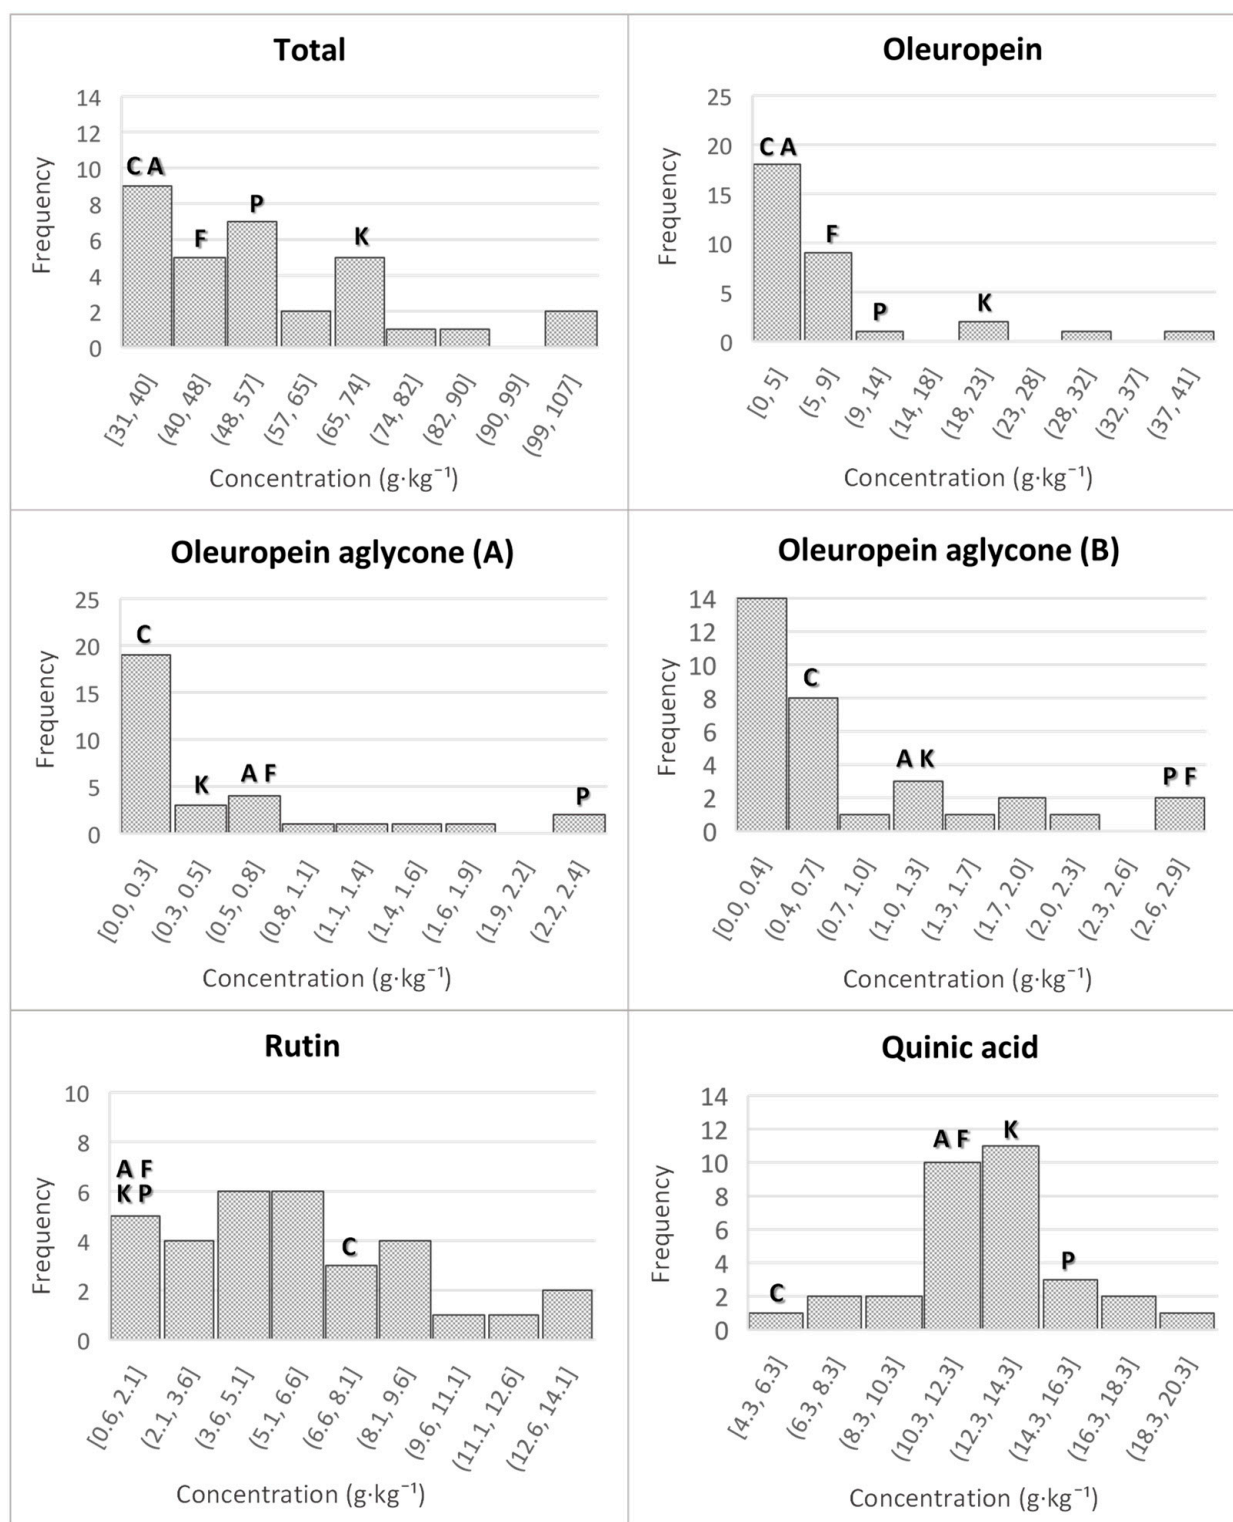 Total
14
12
10
8
6
4
2
0
Frequency
C A
F
P
K
[31, 40]
(40, 48]
(48, 57]
(57, 65]
(65, 74]
(74, 82]
(82, 90]
(90, 99]
(99, 107]
Concentration (g·kg⁻¹)
Oleuropein
25
20
15
10
5
0
Frequency
C A
F
P
K
[0, 5]
(5, 9]
(9, 14]
(14, 18]
(18, 23]
(23, 28]
(28, 32]
(32, 37]
(37, 41]
Concentration (g·kg⁻¹)
Oleuropein aglycone (A)
25
20
15
10
5
0
Frequency
C
K
A F
P
[0.0, 0.3]
(0.3, 0.5]
(0.5, 0.8]
(0.8, 1.1]
(1.1, 1.4]
(1.4, 1.6]
(1.6, 1.9]
(1.9, 2.2]
(2.2, 2.4]
Concentration (g·kg⁻¹)
Oleuropein aglycone (B)
14
12
10
8
6
4
2
0
Frequency
C
A K
P F
[0.0, 0.4]
(0.4, 0.7]
(0.7, 1.0]
(1.0, 1.3]
(1.3, 1.7]
(1.7, 2.0]
(2.0, 2.3]
(2.3, 2.6]
(2.6, 2.9]
Concentration (g·kg⁻¹)
Rutin
10
8
6
4
2
0
Frequency
A F
K P
C
[0.6, 2.1]
(2.1, 3.6]
(3.6, 5.1]
(5.1, 6.6]
(6.6, 8.1]
(8.1, 9.6]
(9.6, 11.1]
(11.1, 12.6]
(12.6, 14.1]
Concentration (g·kg⁻¹)
Quinic acid
14
12
10
8
6
4
2
0
Frequency
C
A F
K
P
[4.3, 6.3]
(6.3, 8.3]
(8.3, 10.3]
(10.3, 12.3]
(12.3, 14.3]
(14.3, 16.3]
(16.3, 18.3]
(18.3, 20.3]
Concentration (g·kg⁻¹)